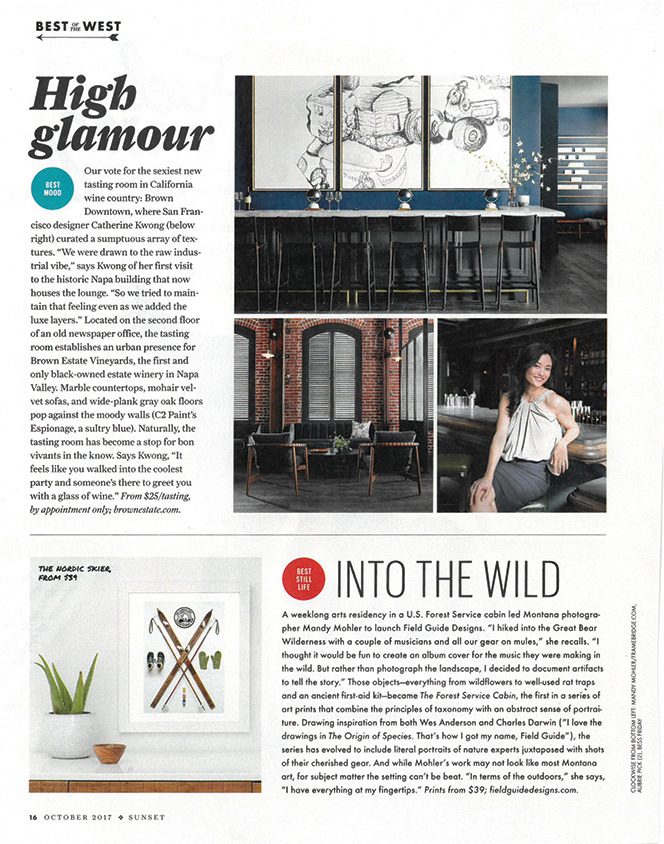 BEST OF THE WEST
High
glamour
BEST
MOOD
Our vote for the sexiest new
tasting room in California
wine country: Brown
Downtown, where San Fran-
cisco designer Catherine Kwong (below
right) curated a sumptuous array of tex-
tures. “We were drawn to the raw indus-
trial vibe,” says Kwong of her first visit
to the historic Napa building that now
houses the lounge. “So we tried to main-
tain that feeling even as we added the
luxe layers.” Located on the second floor
of an old newspaper office, the tasting
room establishes an urban presence for
Brown Estate Vineyards, the first and
only black-owned estate winery in Napa
Valley. Marble countertops, mohair vel-
vet sofas, and wide-plank gray oak floors
pop against the moody walls (C2 Paint’s
Espionage, a sultry blue). Naturally, the
tasting room has become a stop for bon
vivants in the know. Says Kwong, “It
feels like you walked into the coolest
party and someone’s there to greet you
with a glass of wine.” From $25/tasting,
by appointment only; brownestate.com.
THE NORDIC SKIER,
FROM $39
BEST
STILL
LIFE
INTO THE WILD
A weeklong arts residency in a U.S. Forest Service cabin led Montana photogra-
pher Mandy Mohler to launch Field Guide Designs. “I hiked into the Great Bear
Wilderness with a couple of musicians and all our gear on mules,” she recalls. “I
thought it would be fun to create an album cover for the music they were making in
the wild. But rather than photograph the landscape, I decided to document artifacts
to tell the story.” Those objects—everything from wildflowers to well-used rat traps
and an ancient first-aid kit—became The Forest Service Cabin, the first in a series of
art prints that combine the principles of taxonomy with an abstract sense of portrai-
ture. Drawing inspiration from both Wes Anderson and Charles Darwin (“I love the
drawings in The Origin of Species. That’s how I got my name, Field Guide”), the
series has evolved to include literal portraits of nature experts juxtaposed with shots
of their cherished gear. And while Mohler’s work may not look like most Montana
art, for subject matter the setting can’t be beat. “In terms of the outdoors,” she says,
“I have everything at my fingertips.” Prints from $39; fieldguidedesigns.com.
CLOCKWISE FROM BOTTOM LEFT: MANDY MOHLER/FRAMEBRIDGE.COM,
AUBRIE PICK (2), BESS FRIDAY
16 OCTOBER 2017 ❖ SUNSET